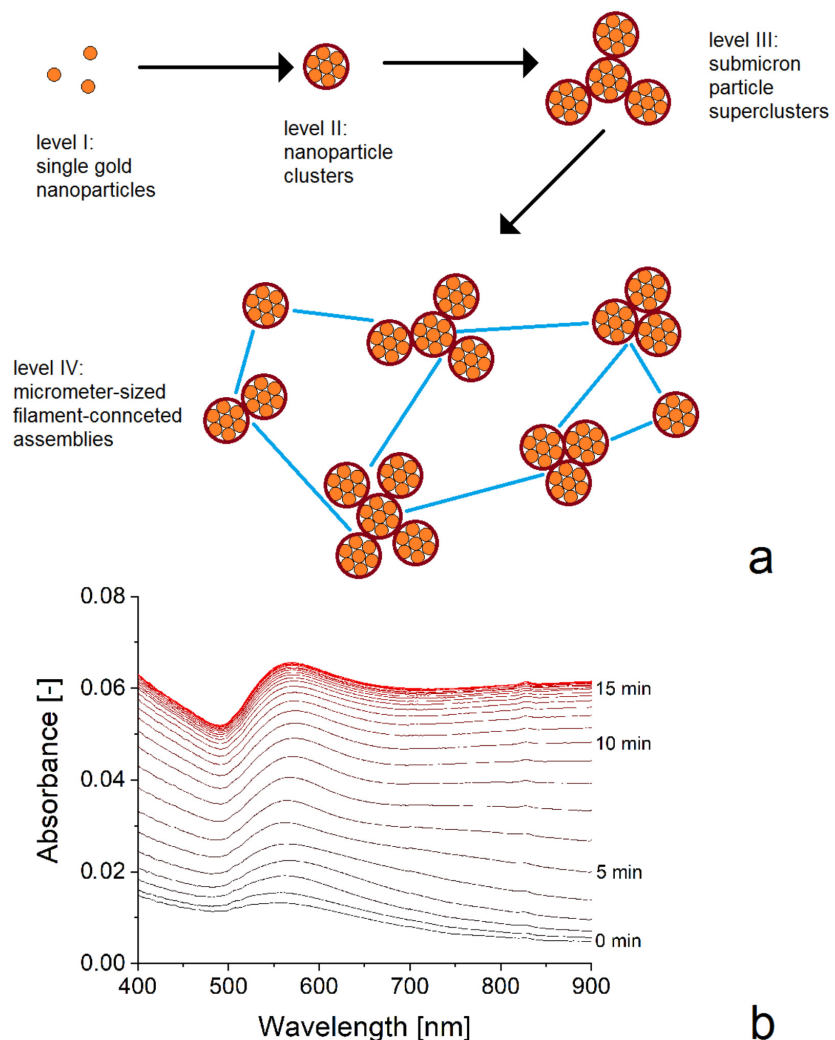 level I:
single gold
nanoparticles
level II:
nanoparticle
clusters
level III:
submicron
particle
superclusters
level IV:
micrometer-sized
filament-connceted
assemblies
a
0.08
0.06
0.04
0.02
0.00
Absorbance [-]
15 min
10 min
5 min
0 min
400 500 600 700 800 900
Wavelength [nm]
b